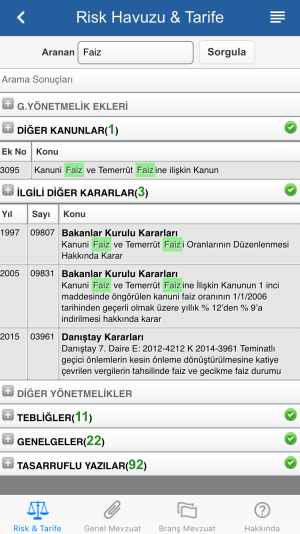 Risk Havuzu & Tarife
Aranan Faiz Sorgula
Arama Sonuçları
G.YÖNETMELİK EKLERİ
DİĞER KANUNLAR(1)
Ek No Konu
3095 Kanuni Faiz ve Temerrüt Faizine ilişkin Kanun
İLGİLİ DİĞER KARARLAR(3)
Yıl Sayı Konu
1997 09807 Bakanlar Kurulu Kararları
Kanuni Faiz ve Temerrüt Faizi Oranlarının Düzenlenmesi
Hakkında Karar
2005 09831 Bakanlar Kurulu Kararları
Kanuni Faiz ve Temerrüt Faizine İlişkin Kanunun 1 inci
maddesinde öngörülen kanuni faiz oranının 1/1/2006
tarihinden geçerli olmak üzere yıllık % 12'den % 9'a
indirilmesi hakkında karar
2015 03961 Danıştay Kararları
Danıştay 7. Daire E: 2012-4212 K 2014-3961 Teminatlı
geçici önlemlerin kesin önleme dönüştürülmesine katiye
çevrilen vergilerin tahsilinde faiz ve gecikme faiz durumu
DİĞER YÖNETMELİKLER
TEBLİĞLER(11)
GENELGELER(22)
TASARRUFLU YAZILAR(92)
Risk & Tarife Genel Mevzuat Branş Mevzuat Hakkında